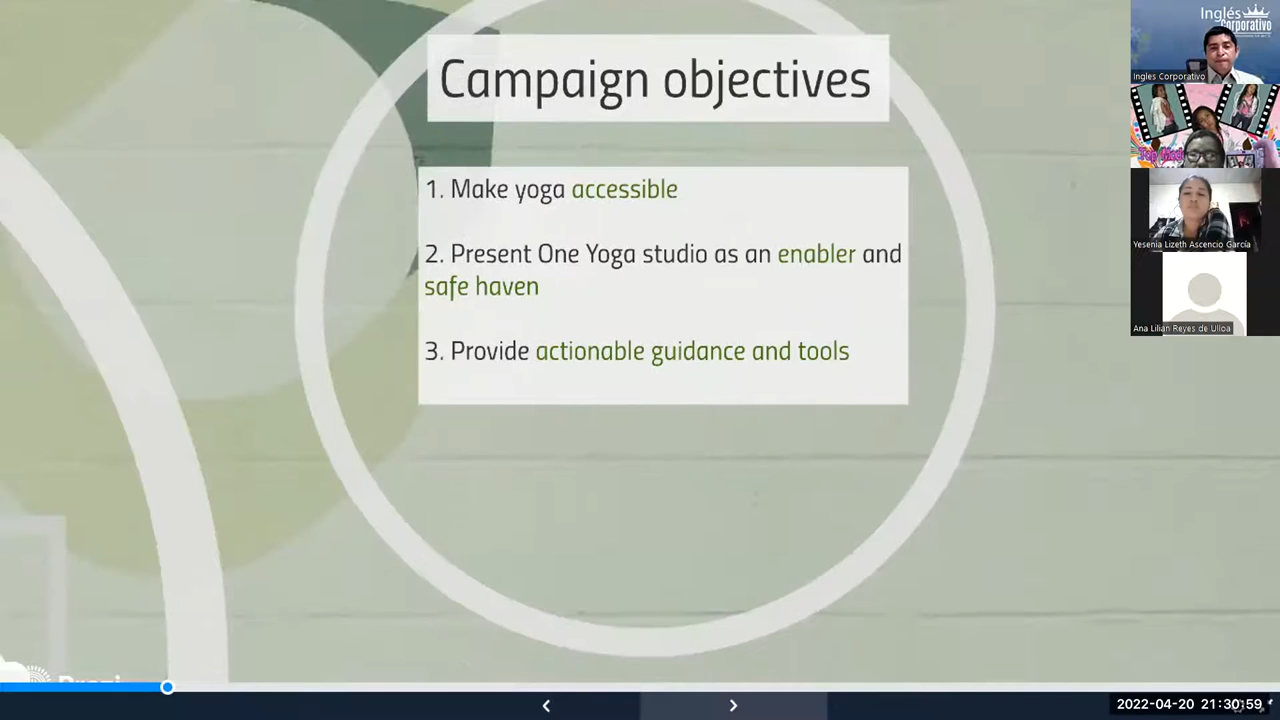 Campaign objectives
1. Make yoga accessible
2. Present One Yoga studio as an enabler and
safe haven
3. Provide actionable guidance and tools
Inglés
Corporativo
Ingles Corporativo
Yesenia Lizeth Ascencio García
Ana Lilian Reyes de Ulloa
Prezi
2022-04-20 21:30:59